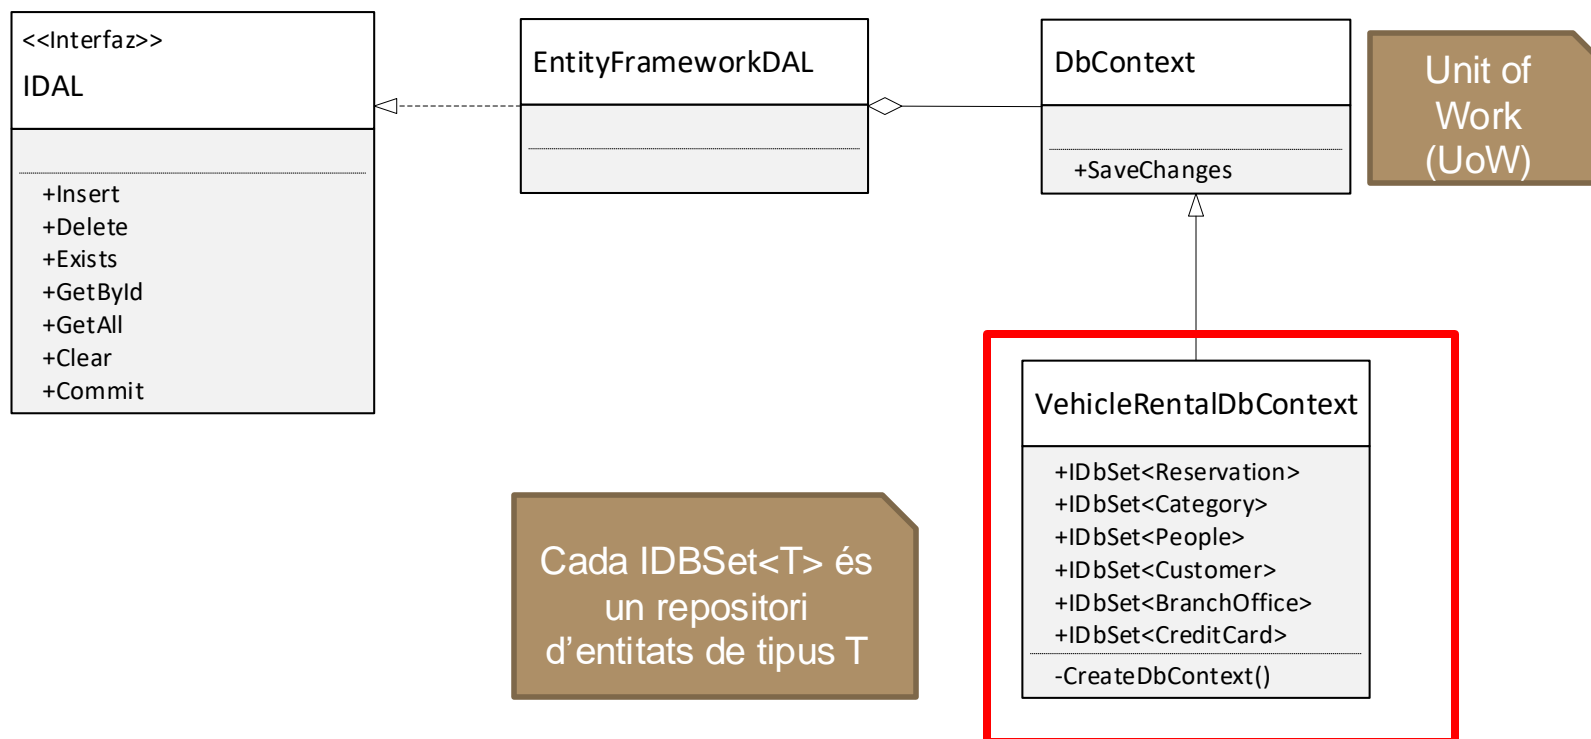 <<Interfaz>>
IDAL
+Insert
+Delete
+Exists
+GetById
+GetAll
+Clear
+Commit
EntityFrameworkDAL
DbContext
+SaveChanges
Unit of
Work
(UoW)
VehicleRentalDbContext
+IDbSet<Reservation>
+IDbSet<Category>
+IDbSet<People>
+IDbSet<Customer>
+IDbSet<BranchOffice>
+IDbSet<CreditCard>
-CreateDbContext()
Cada IDBSet<T> és
un repositori
d’entitats de tipus T